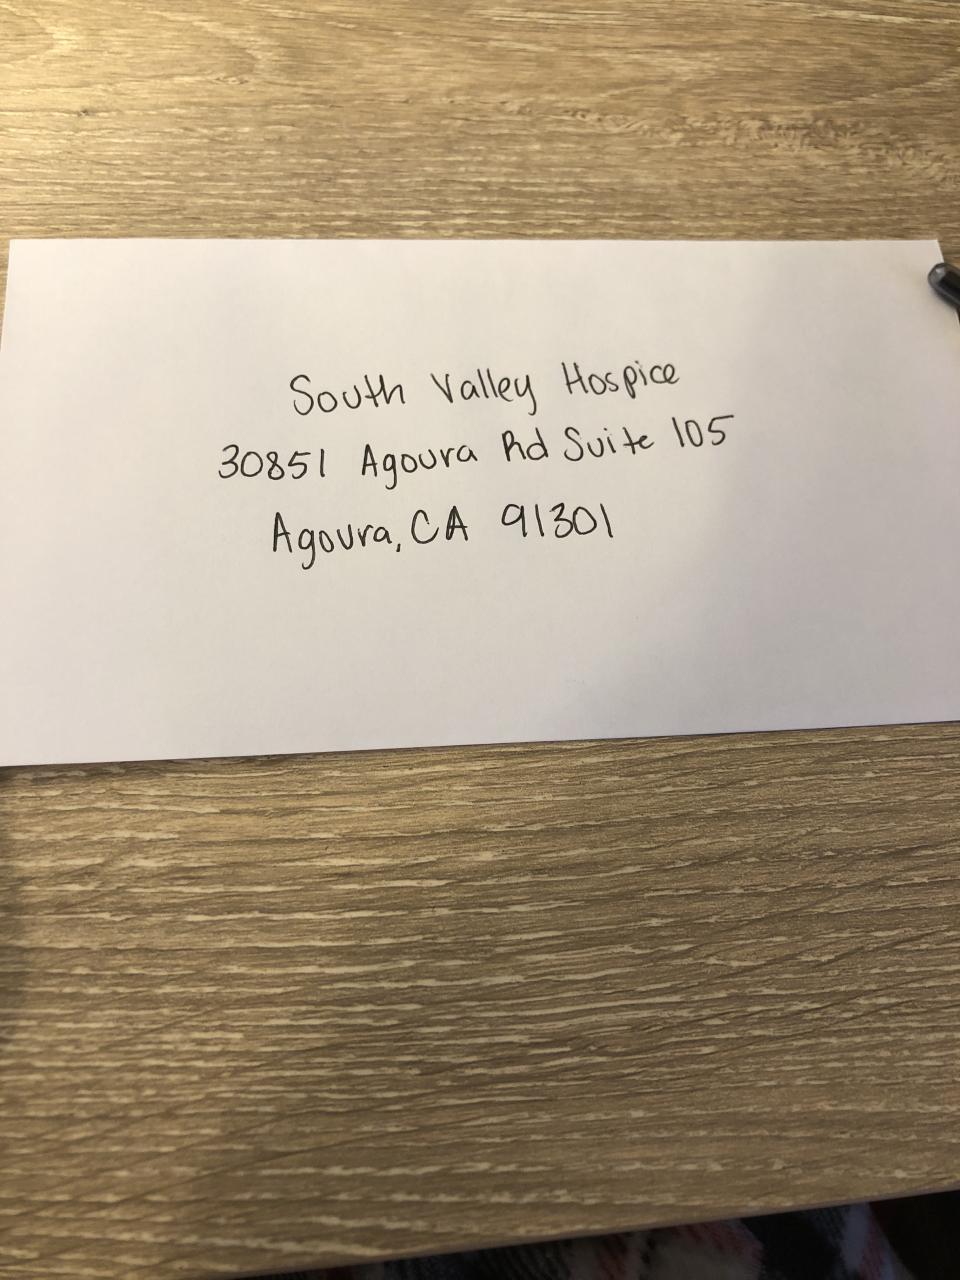 South Valley Hospice
30851 Agoura Rd Suite 105
Agoura, CA 91301